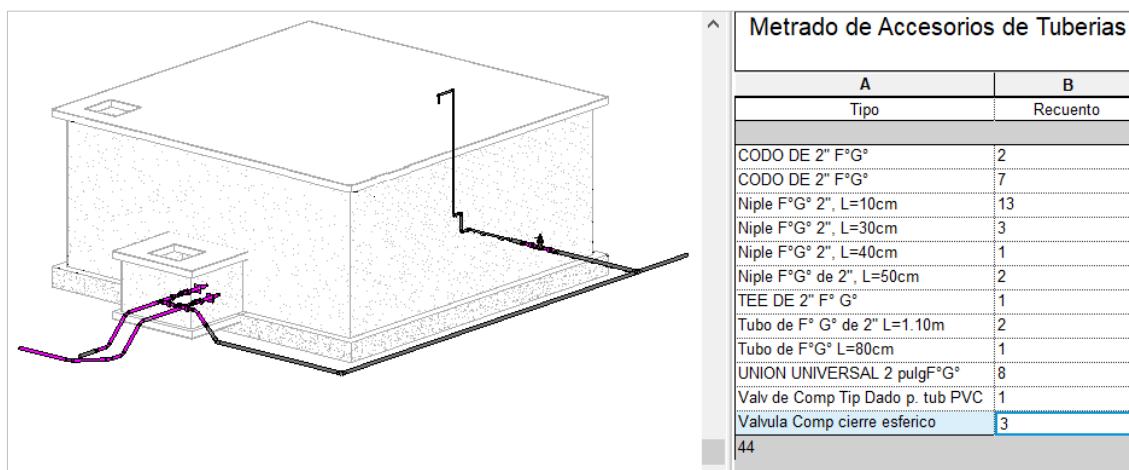 Metrado de Accesorios de Tuberias
A B
Tipo Recuento
CODO DE 2" F°G° 2
CODO DE 2" F°G° 7
Niple F°G° 2", L=10cm 13
Niple F°G° 2", L=30cm 3
Niple F°G° 2", L=40cm 1
Niple F°G° de 2", L=50cm 2
TEE DE 2" F° G° 1
Tubo de F° G° de 2" L=1.10m 2
Tubo de F°G° L=80cm 1
UNION UNIVERSAL 2 pulgF°G° 8
Valv de Comp Tip Dado p. tub PVC 1
Valvula Comp cierre esferico 3
44